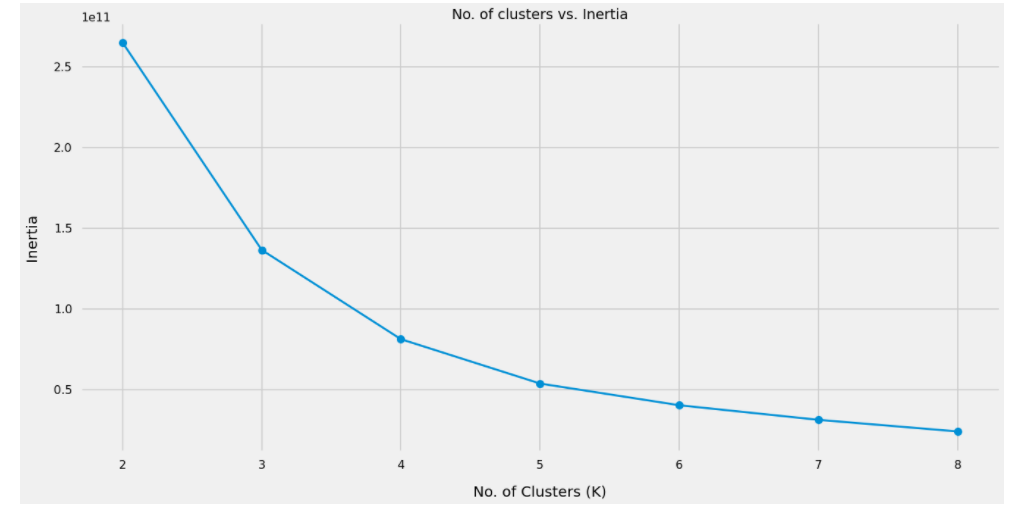 No. of clusters vs. Inertia
1e11
2.5
2.0
1.5
1.0
0.5
Inertia
2 3 4 5 6 7 8
No. of Clusters (K)